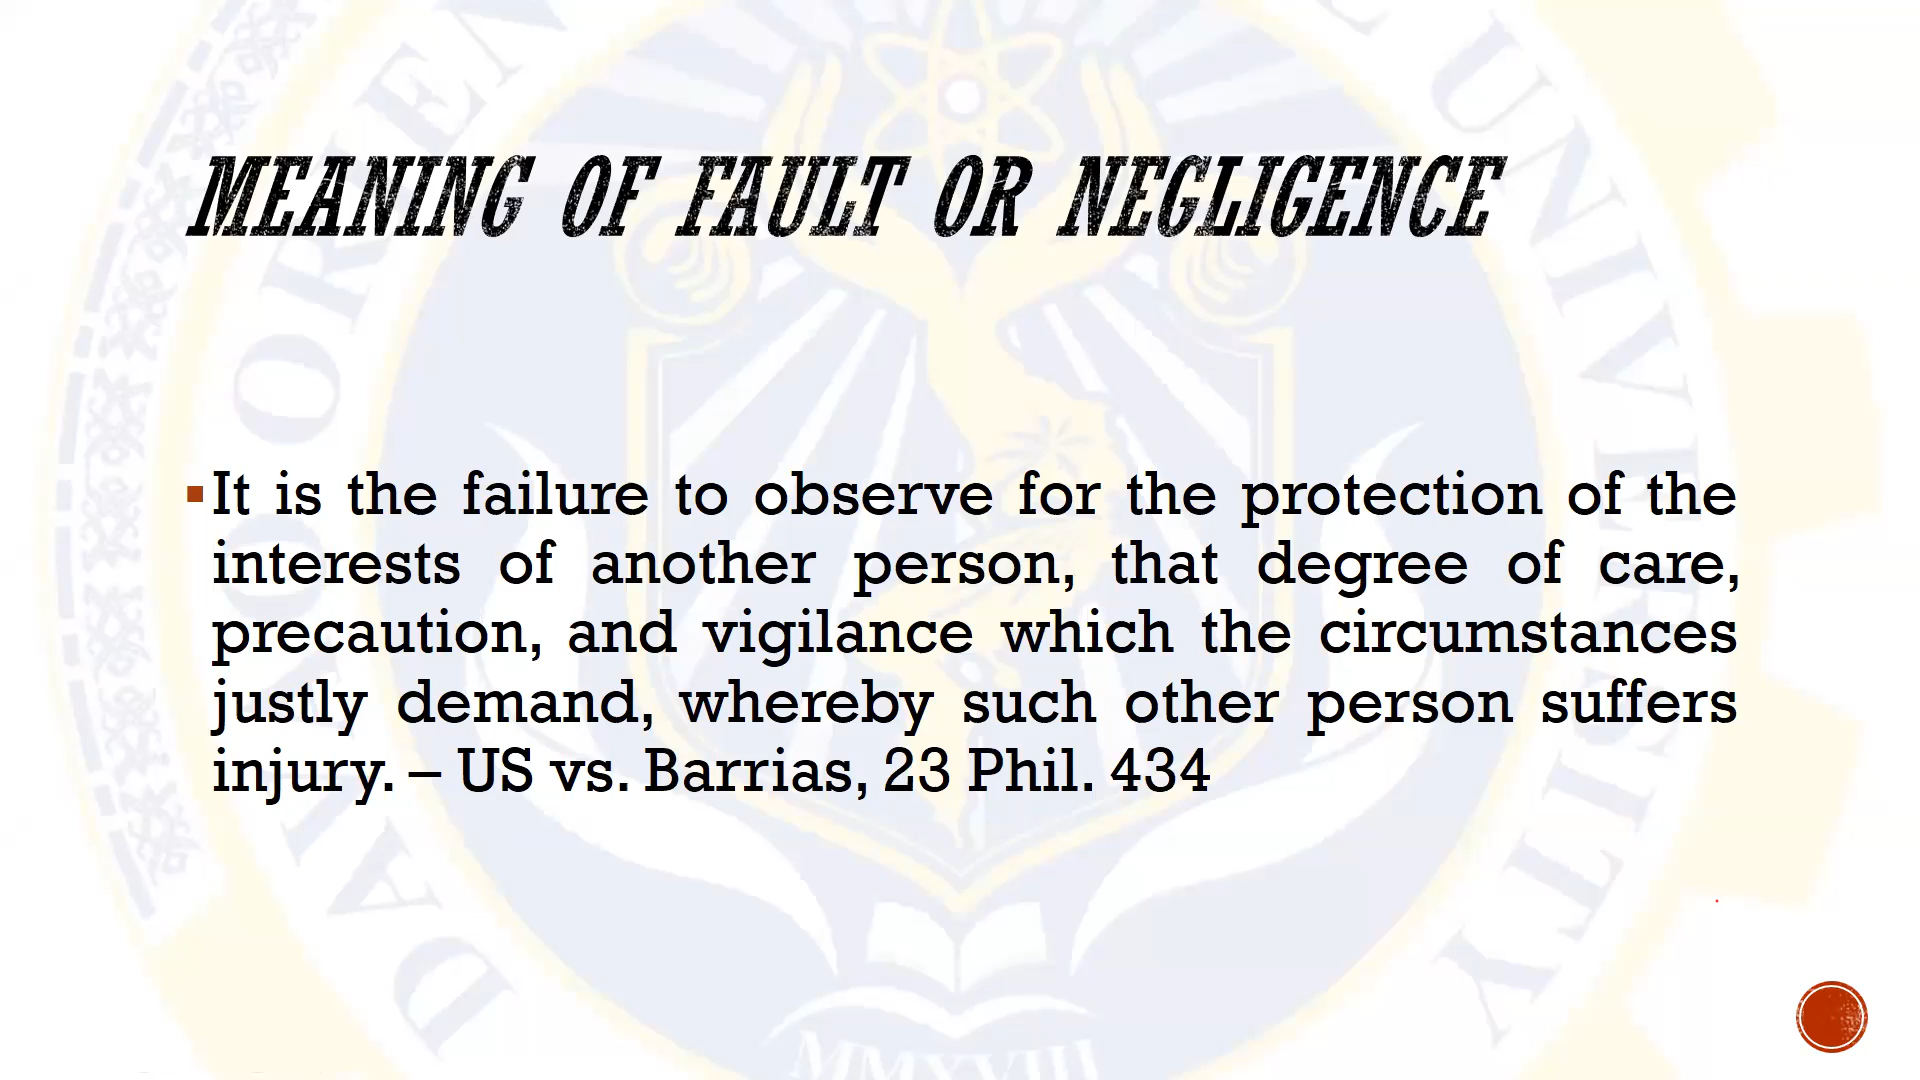 MEANING OF FAULT OR NEGLIGENCE
It is the failure to observe for the protection of the
interests of another person, that degree of care,
precaution, and vigilance which the circumstances
justly demand, whereby such other person suffers
injury. – US vs. Barrias, 23 Phil. 434
UNIVERSITY
MMXVIII